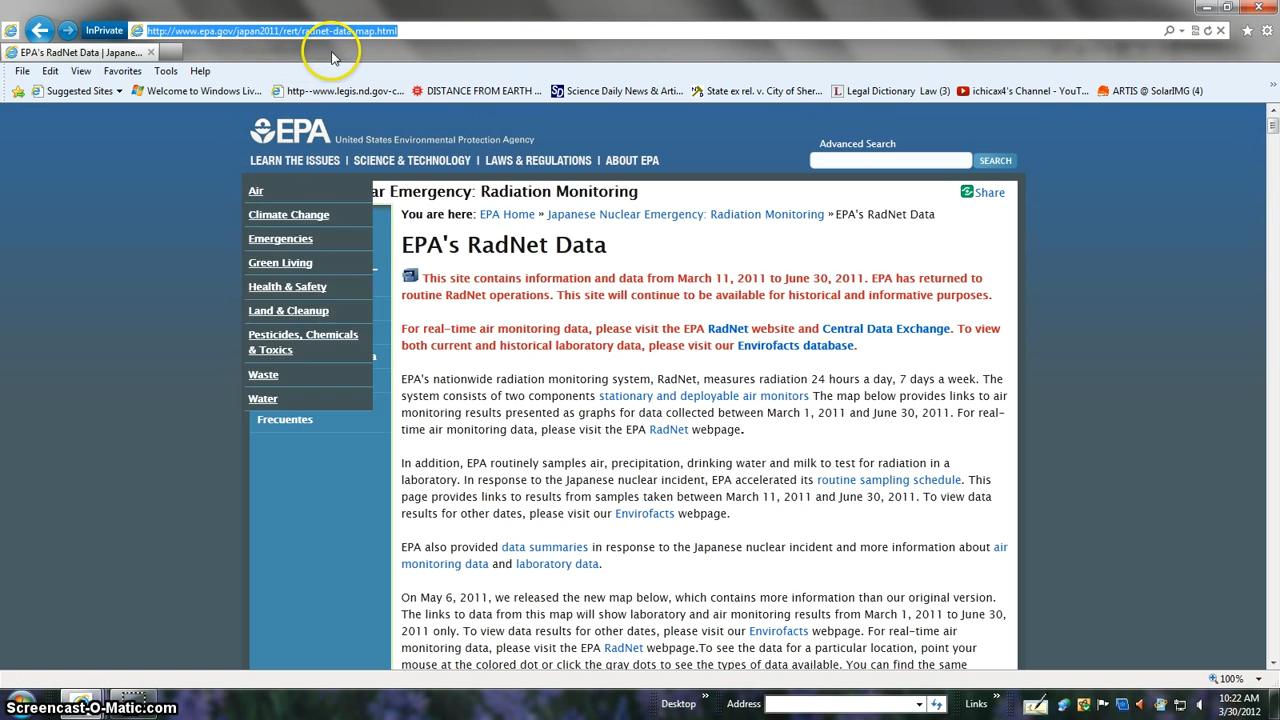 InPrivate
http://www.epa.gov/japan2011/rert/radnet-data-map.html
EPA's RadNet Data | Japane...
File Edit View Favorites Tools Help
Suggested Sites Welcome to Windows Liv... http--www.legis.nd.gov-c... DISTANCE FROM EARTH ... Science Daily News & Arti... State ex rel. v. City of Sher... Legal Dictionary Law (3) ichicax4's Channel - YouT... ARTIS @ SolarIMG (4)
EPA United States Environmental Protection Agency
Advanced Search
LEARN THE ISSUES | SCIENCE & TECHNOLOGY | LAWS & REGULATIONS | ABOUT EPA
SEARCH
Air
Climate Change
Emergencies
Green Living
Health & Safety
Land & Cleanup
Pesticides, Chemicals
& Toxics
Waste
Water
Frecuentes
ar Emergency: Radiation Monitoring
Share
You are here: EPA Home » Japanese Nuclear Emergency: Radiation Monitoring » EPA's RadNet Data
EPA's RadNet Data
This site contains information and data from March 11, 2011 to June 30, 2011. EPA has returned to
routine RadNet operations. This site will continue to be available for historical and informative purposes.
For real-time air monitoring data, please visit the EPA RadNet website and Central Data Exchange. To view
both current and historical laboratory data, please visit our Envirofacts database.
EPA's nationwide radiation monitoring system, RadNet, measures radiation 24 hours a day, 7 days a week. The
system consists of two components stationary and deployable air monitors The map below provides links to air
monitoring results presented as graphs for data collected between March 1, 2011 and June 30, 2011. For real-
time air monitoring data, please visit the EPA RadNet webpage.
In addition, EPA routinely samples air, precipitation, drinking water and milk to test for radiation in a
laboratory. In response to the Japanese nuclear incident, EPA accelerated its routine sampling schedule. This
page provides links to results from samples taken between March 11, 2011 and June 30, 2011. To view data
results for other dates, please visit our Envirofacts webpage.
EPA also provided data summaries in response to the Japanese nuclear incident and more information about air
monitoring data and laboratory data.
On May 6, 2011, we released the new map below, which contains more information than our original version.
The links to data from this map will show laboratory and air monitoring results from March 1, 2011 to June 30,
2011 only. To view data results for other dates, please visit our Envirofacts webpage. For real-time air
monitoring data, please visit the EPA RadNet webpage.To see the data for a particular location, point your
mouse at the colored dot or click the gray dots to see the types of data available. You can find the same
100%
Desktop » Address Links »
10:22 AM
3/30/2012
Screencast-O-Matic.com